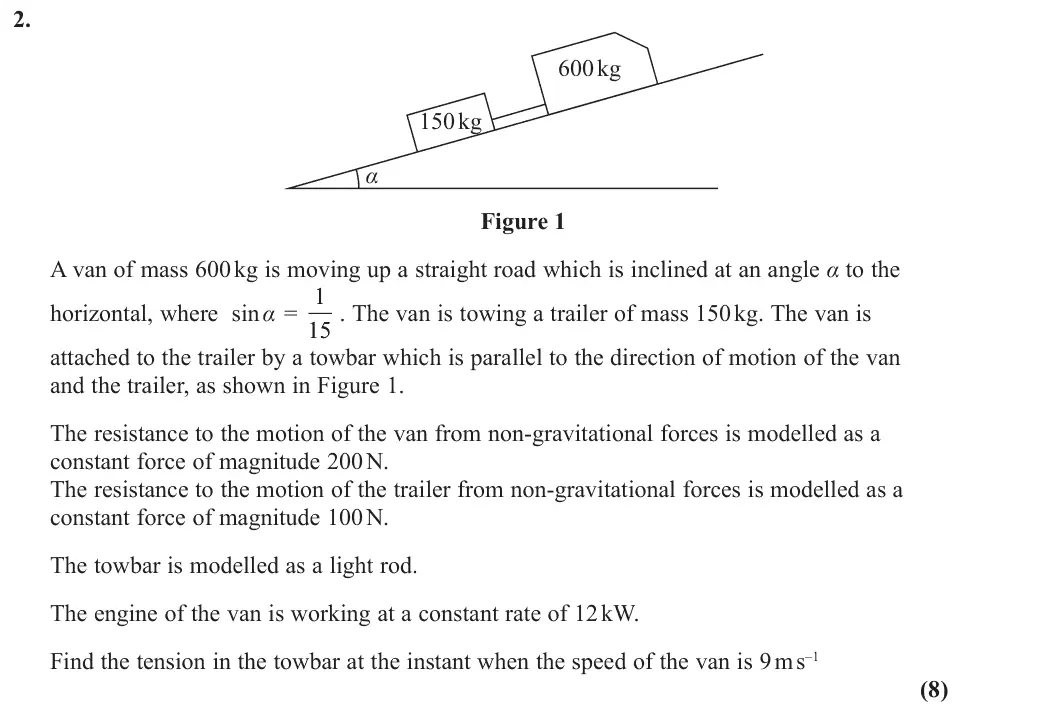 2.
600 kg
150 kg
α
Figure 1
A van of mass 600 kg is moving up a straight road which is inclined at an angle α to the
horizontal, where sin α = 1/15 . The van is towing a trailer of mass 150 kg. The van is
attached to the trailer by a towbar which is parallel to the direction of motion of the van
and the trailer, as shown in Figure 1.
The resistance to the motion of the van from non-gravitational forces is modelled as a
constant force of magnitude 200 N.
The resistance to the motion of the trailer from non-gravitational forces is modelled as a
constant force of magnitude 100 N.
The towbar is modelled as a light rod.
The engine of the van is working at a constant rate of 12 kW.
Find the tension in the towbar at the instant when the speed of the van is 9 m s⁻¹
(8)